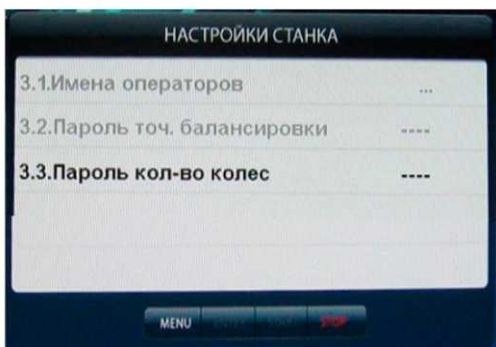 НАСТРОЙКИ СТАНКА
3.1.Имена операторов ...
3.2.Пароль точ. балансировки ----
3.3.Пароль кол-во колес ----
MENU ENTER STOP